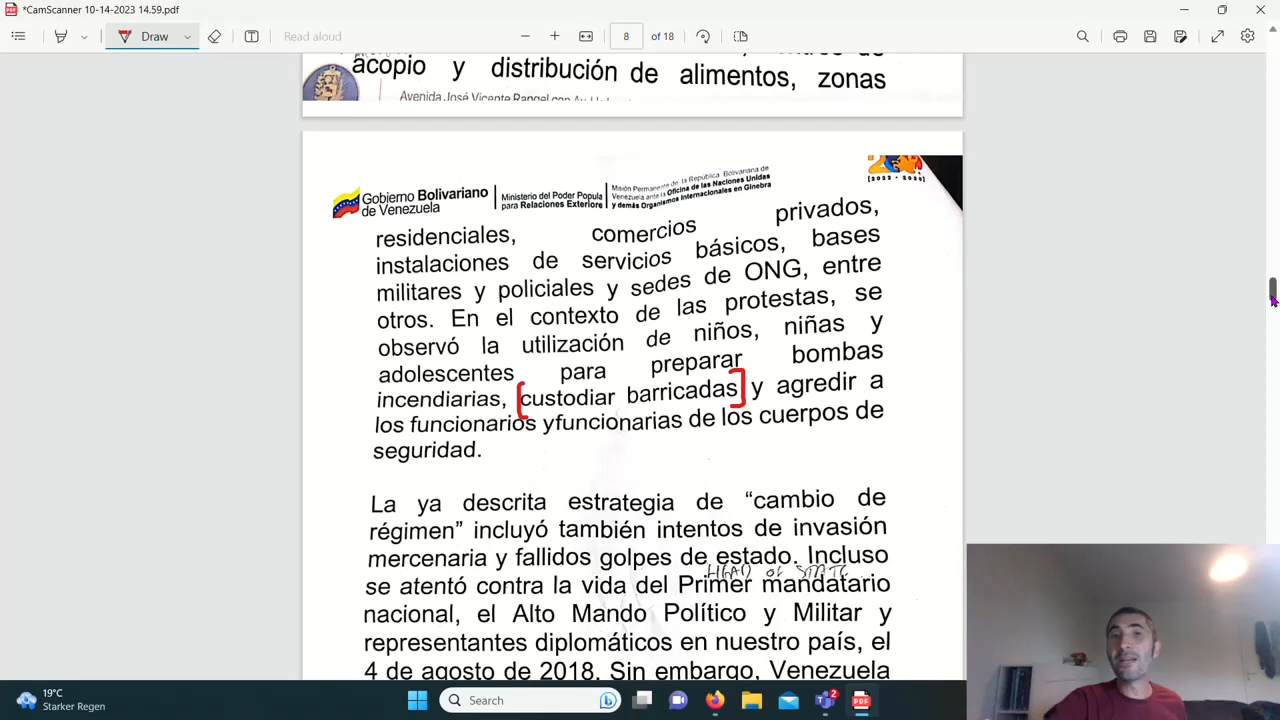 *CamScanner 10-14-2023 14.59.pdf
Draw
Read aloud
8 of 18
acopio y distribución de alimentos, zonas
Avenida José Vicente Rangel con Av.
Gobierno Bolivariano de Venezuela
Ministerio del Poder Popula para Relaciones Exteriore
Misión Permanente de la República Bolivariana de
Venezuela ante la Oficina de las Naciones Unidas
y demás Organismos Internacionales en Ginebra
residenciales, comercios privados,
instalaciones de servicios básicos, bases
militares y policiales y sedes de ONG, entre
otros. En el contexto de las protestas, se
observó la utilización de niños, niñas y
adolescentes para preparar bombas
incendiarias, [custodiar barricadas] y agredir a
los funcionarios yfuncionarias de los cuerpos de
seguridad.
La ya descrita estrategia de “cambio de
régimen” incluyó también intentos de invasión
mercenaria y fallidos golpes de estado. Incluso
HEAD of STATE
se atentó contra la vida del Primer mandatario
nacional, el Alto Mando Político y Militar y
representantes diplomáticos en nuestro país, el
4 de agosto de 2018. Sin embargo, Venezuela
19°C
Starker Regen
Search
2
PDF